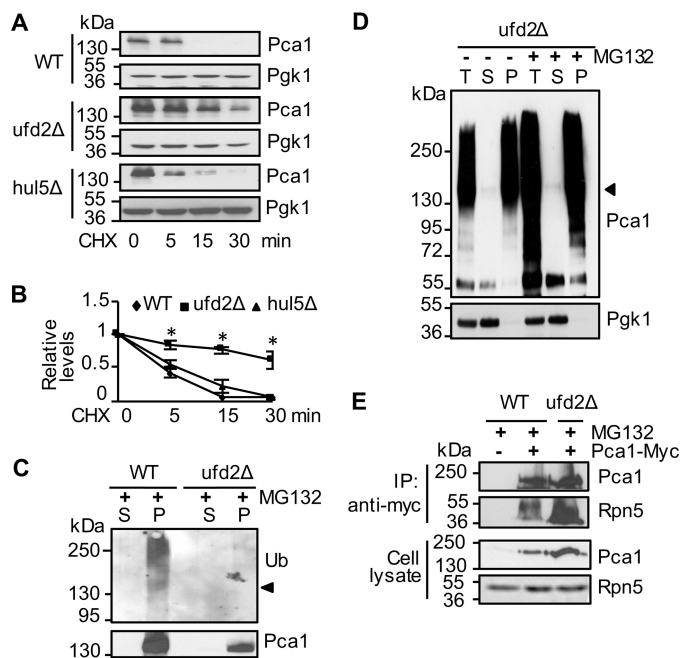 A
kDa
WT
130
Pca1
55
36
Pgk1
ufd2Δ
130
Pca1
55
36
Pgk1
hul5Δ
130
Pca1
55
36
Pgk1
CHX 0 5 15 30 min
B
WT ufd2Δ hul5Δ
Relative levels
1.5
1
0.5
0
* * *
CHX 0 5 15 30 min
C
WT ufd2Δ
+ + + + MG132
S P S P
kDa
250
130
95
Ub
130
Pca1
D
ufd2Δ
- - - + + + MG132
T S P T S P
kDa
250
130
95
72
55
Pca1
55
36
Pgk1
E
WT ufd2Δ
+ + + MG132
- + + Pca1-Myc
kDa
IP: anti-myc
250
130
Pca1
55
36
Rpn5
Cell lysate
250
130
Pca1
55
36
Rpn5